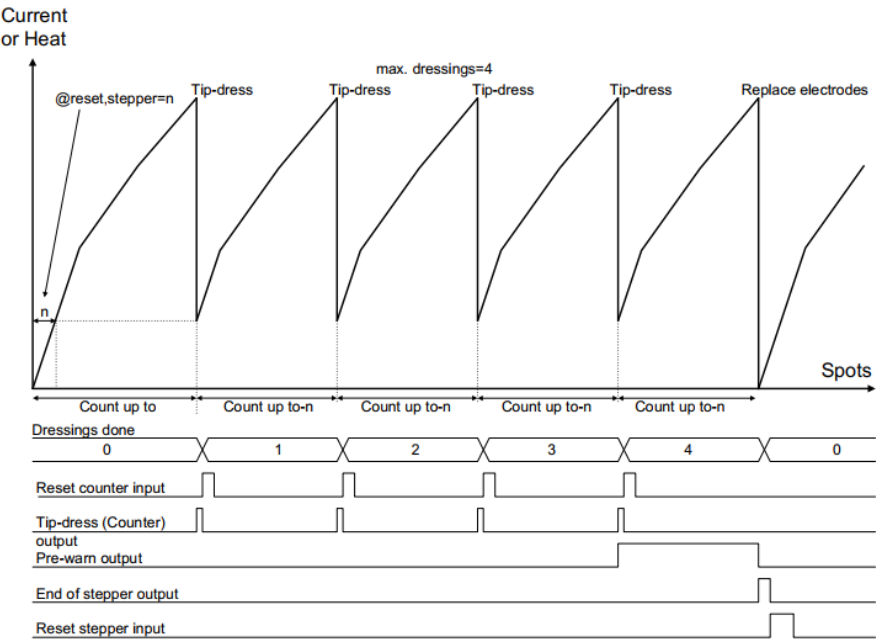 Current
or Heat
max. dressings=4
@reset,stepper=n
Tip-dress
Tip-dress
Tip-dress
Tip-dress
Replace electrodes
n
Spots
Count up to
Count up to-n
Count up to-n
Count up to-n
Count up to-n
Dressings done
0 1 2 3 4 0
Reset counter input
Tip-dress (Counter)
output
Pre-warn output
End of stepper output
Reset stepper input